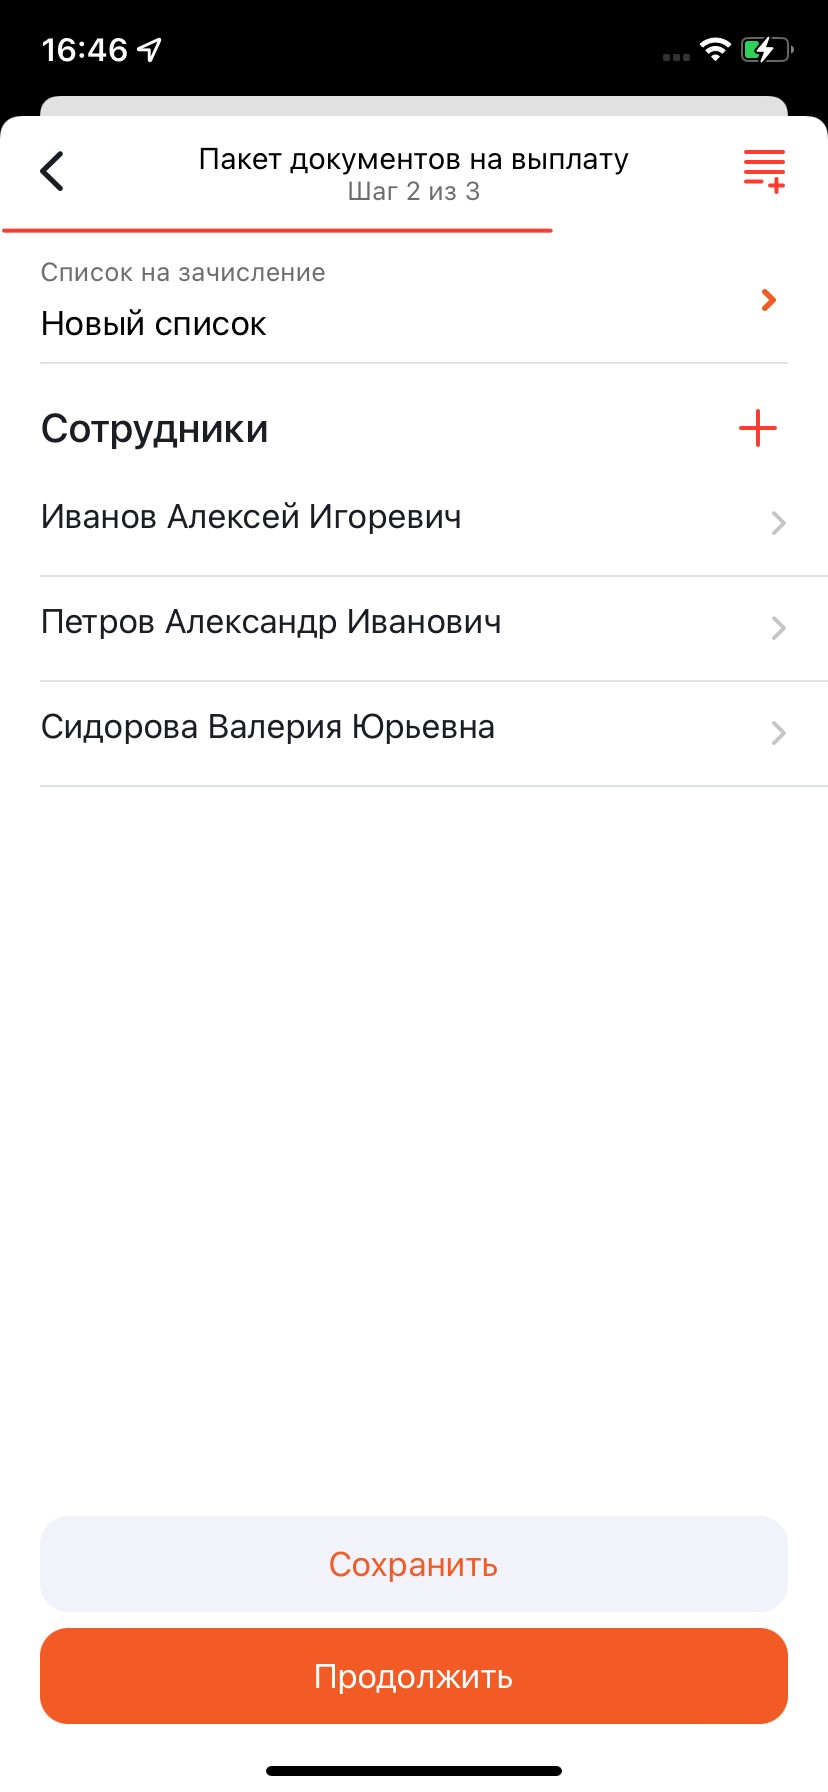 16:46
Пакет документов на выплату
Шаг 2 из 3
Список на зачисление
Новый список
Сотрудники
Иванов Алексей Игоревич
Петров Александр Иванович
Сидорова Валерия Юрьевна
Сохранить
Продолжить